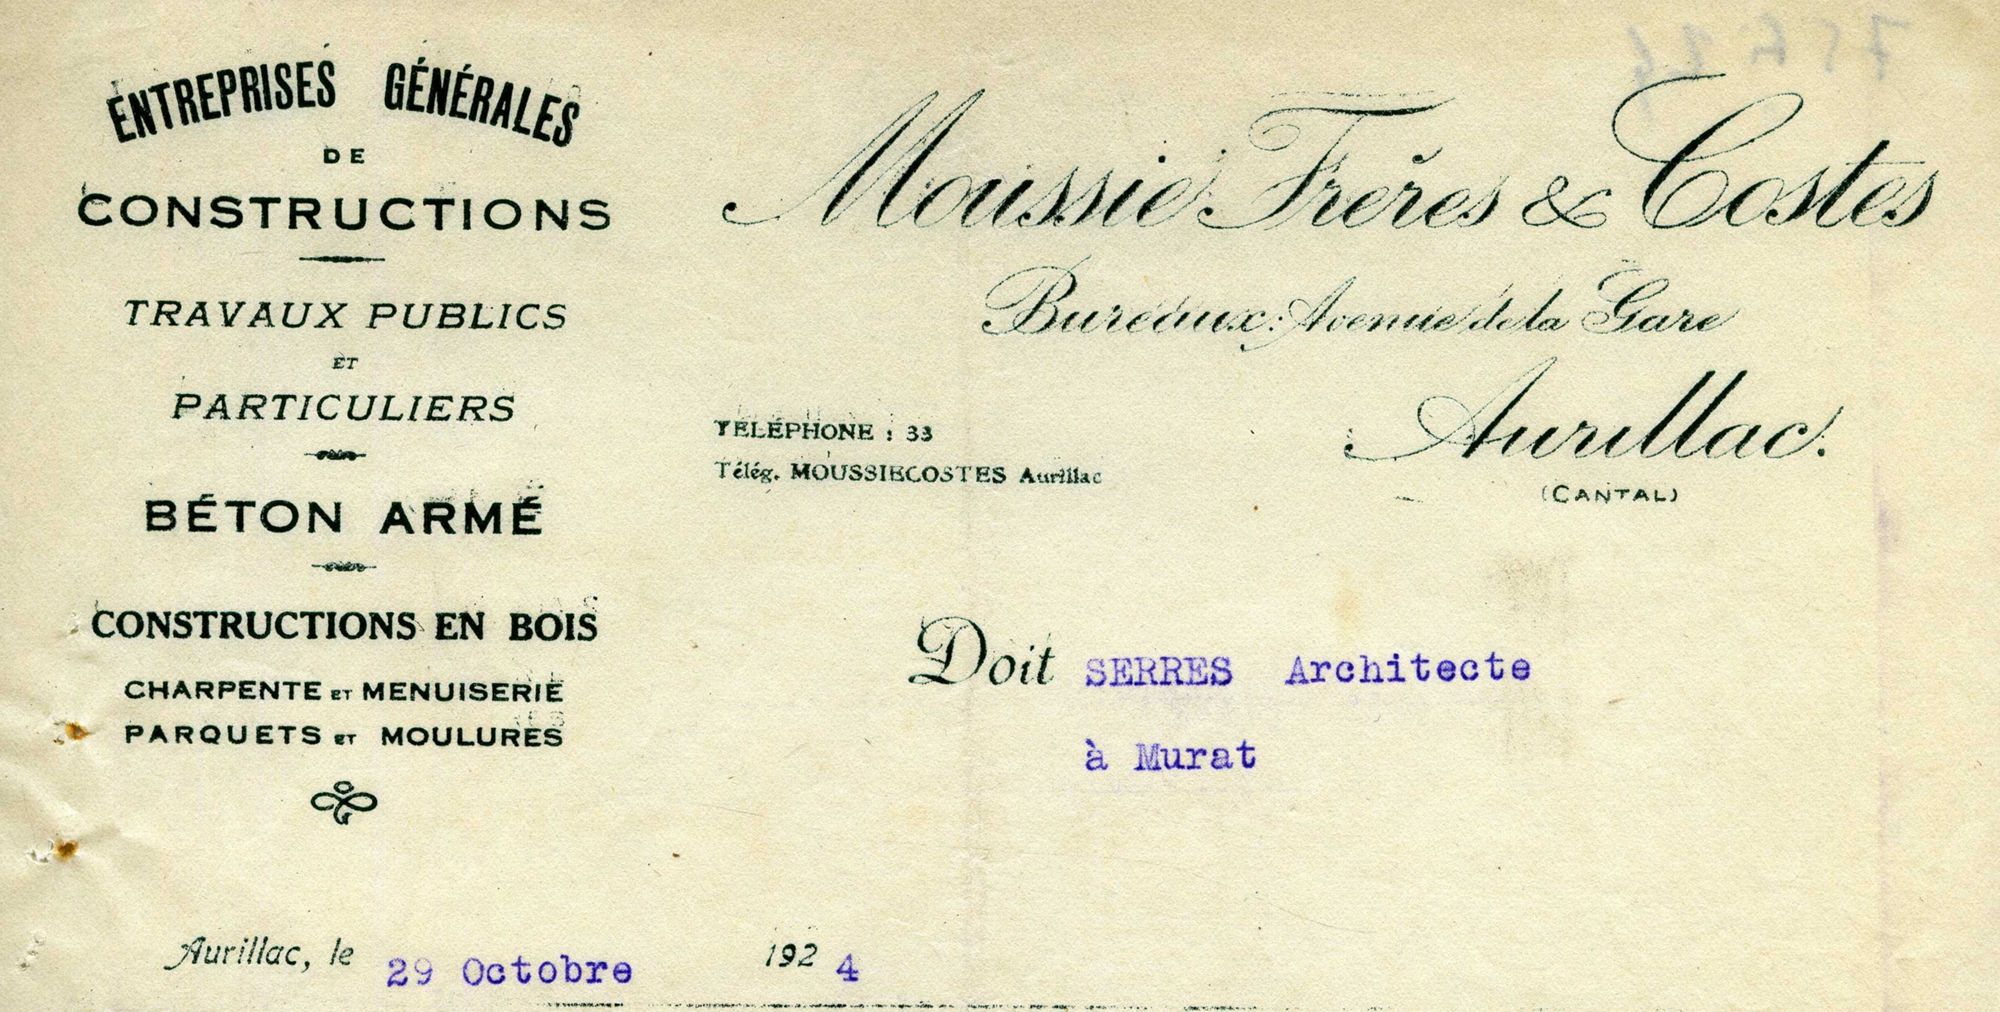 ENTREPRISES GÉNÉRALES
DE
CONSTRUCTIONS
TRAVAUX PUBLICS
ET
PARTICULIERS
BÉTON ARMÉ
CONSTRUCTIONS EN BOIS
CHARPENTE ET MENUISERIE
PARQUETS ET MOULURES
Moussié Frères & Costes
Bureaux: Avenue de la Gare
Aurillac.
(CANTAL)
TÉLÉPHONE : 33
Télég. MOUSSIECOSTES Aurillac
Doit SERRES Architecte
à Murat
Aurillac, le 29 Octobre 1924